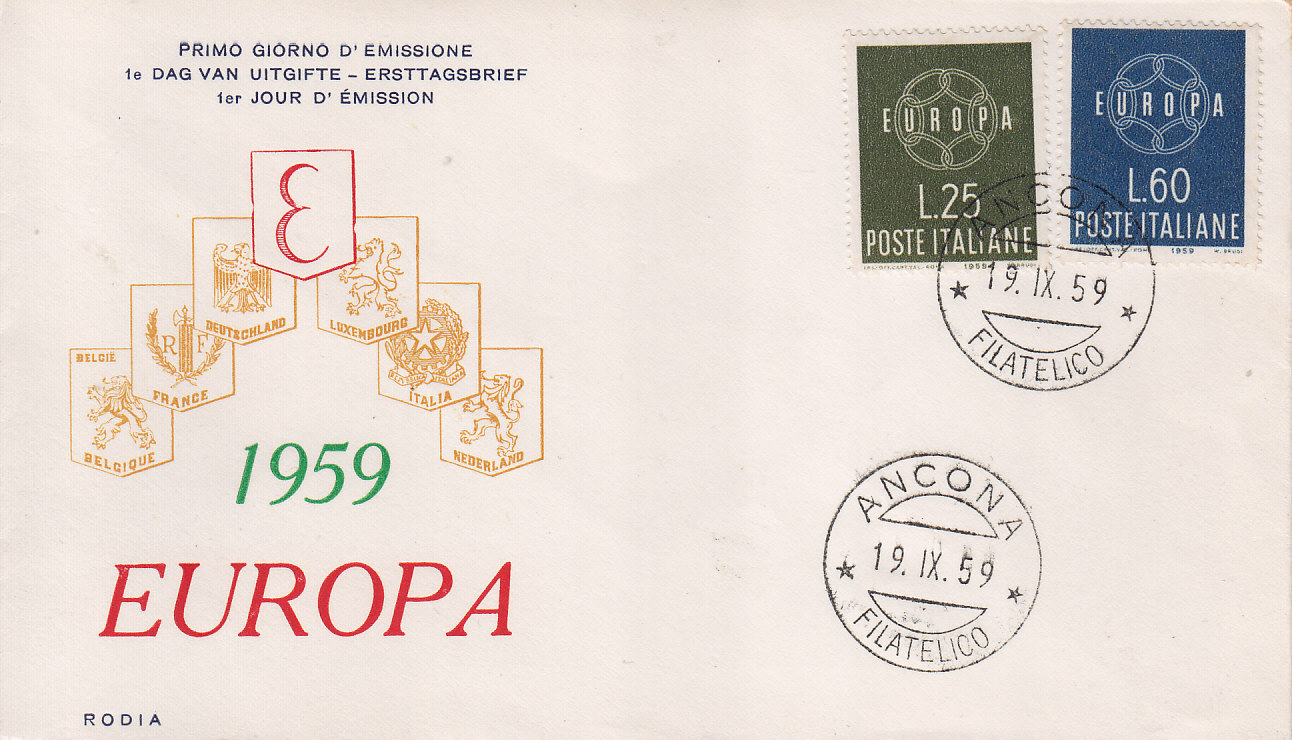 PRIMO GIORNO D' EMISSIONE
1e DAG VAN UITGIFTE – ERSTTAGSBRIEF
1er JOUR D' ÉMISSION
Ɛ
DEUTSCHLAND
LUXEMBOURG
R F
FRANCE
ITALIA
BELGIË
BELGIQUE
NEDERLAND
1959
EUROPA
RODIA
EUROPA
L.25
POSTE ITALIANE
1959
EUROPA
L.60
POSTE ITALIANE
1959
ANCONA
19. IX. 59
FILATELICO
ANCONA
19. IX. 59
FILATELICO